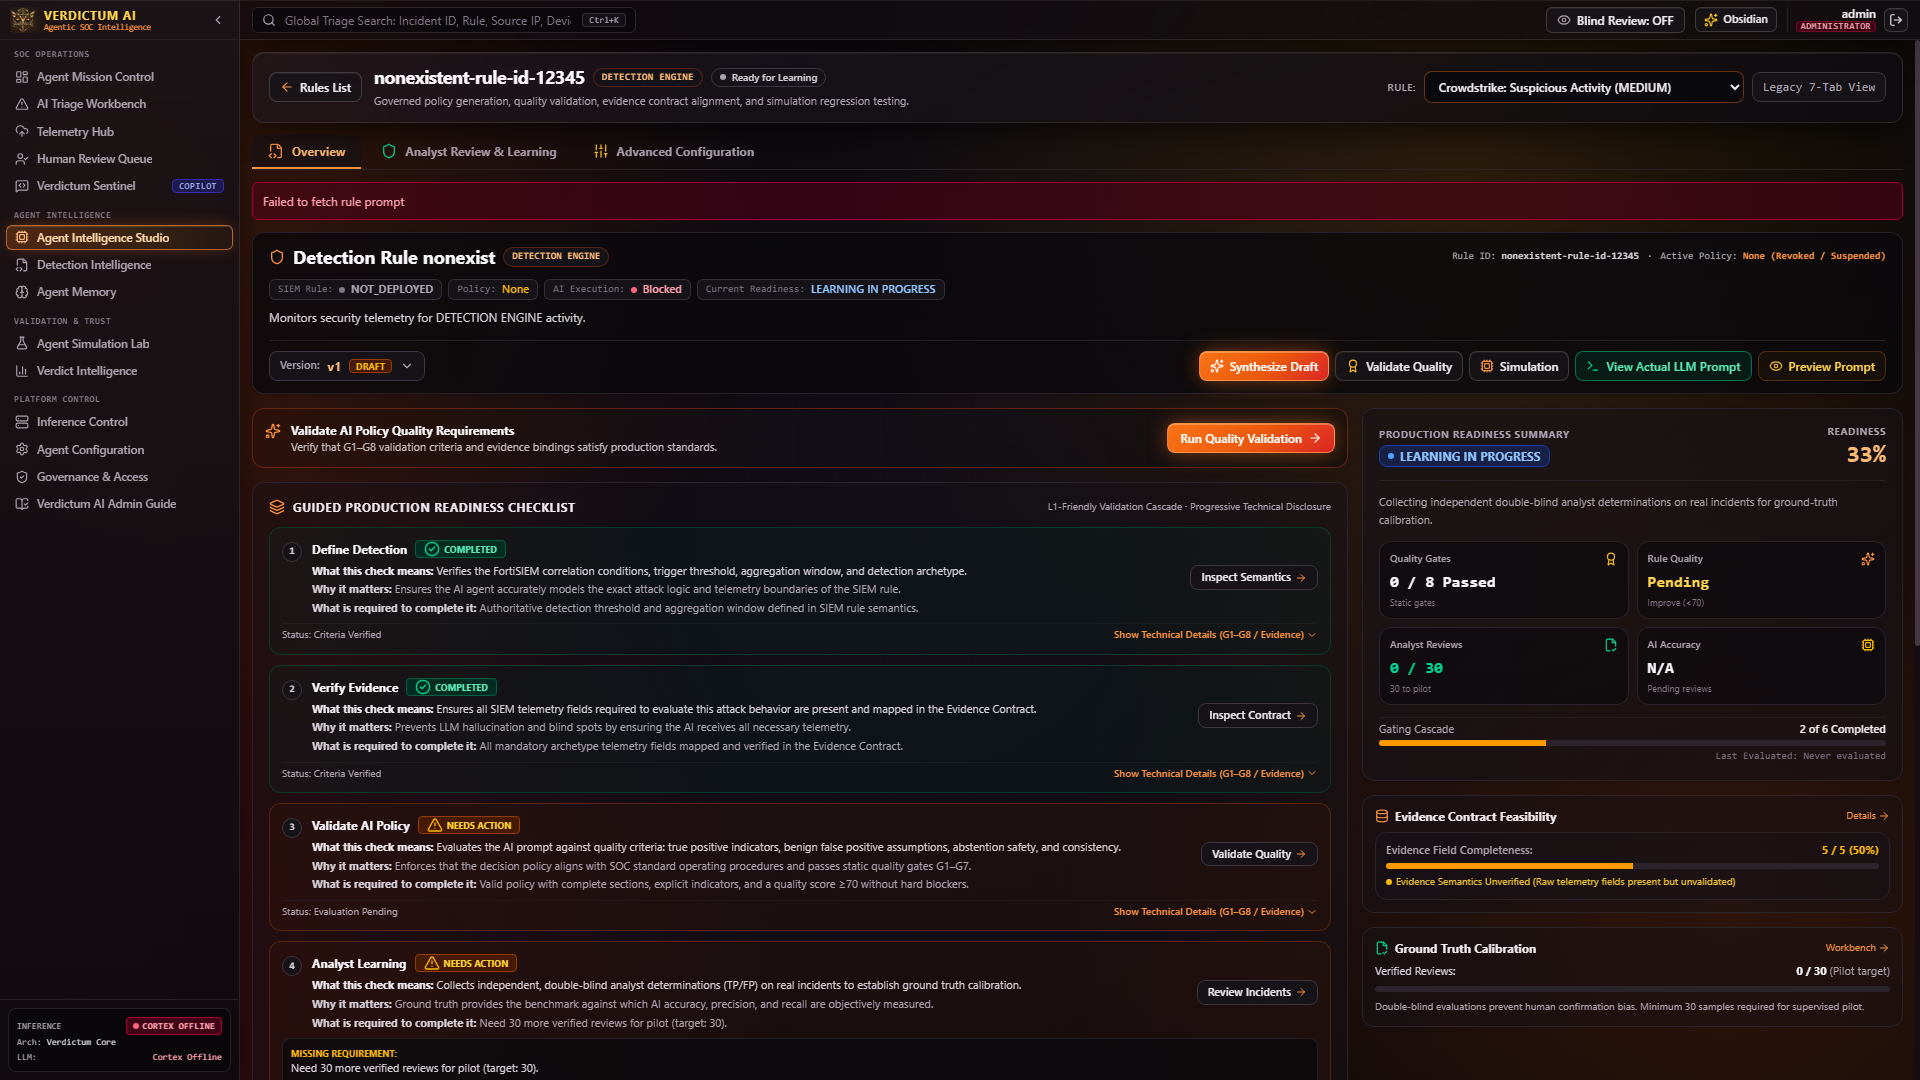 VERDICTUM AI
Agentic SOC Intelligence
Global Triage Search: Incident ID, Rule, Source IP, Devi
Ctrl+K
Blind Review: OFF
Obsidian
admin
ADMINISTRATOR
SOC OPERATIONS
Agent Mission Control
AI Triage Workbench
Telemetry Hub
Human Review Queue
Verdictum Sentinel
COPILOT
AGENT INTELLIGENCE
Agent Intelligence Studio
Detection Intelligence
Agent Memory
VALIDATION & TRUST
Agent Simulation Lab
Verdict Intelligence
PLATFORM CONTROL
Inference Control
Agent Configuration
Governance & Access
Verdictum AI Admin Guide
INFERENCE
CORTEX OFFLINE
Arch: Verdictum Core
LLM:
Cortex Offline
Rules List
nonexistent-rule-id-12345
DETECTION ENGINE
Ready for Learning
Governed policy generation, quality validation, evidence contract alignment, and simulation regression testing.
RULE:
Crowdstrike: Suspicious Activity (MEDIUM)
Legacy 7-Tab View
Overview
Analyst Review & Learning
Advanced Configuration
Failed to fetch rule prompt
Detection Rule nonexist
DETECTION ENGINE
Rule ID: nonexistent-rule-id-12345 · Active Policy: None (Revoked / Suspended)
SIEM Rule: NOT_DEPLOYED
Policy: None
AI Execution: Blocked
Current Readiness: LEARNING IN PROGRESS
Monitors security telemetry for DETECTION ENGINE activity.
Version: v1 DRAFT
Synthesize Draft
Validate Quality
Simulation
View Actual LLM Prompt
Preview Prompt
Validate AI Policy Quality Requirements
Verify that G1–G8 validation criteria and evidence bindings satisfy production standards.
Run Quality Validation
GUIDED PRODUCTION READINESS CHECKLIST
L1-Friendly Validation Cascade · Progressive Technical Disclosure
1
Define Detection
COMPLETED
What this check means: Verifies the FortiSIEM correlation conditions, trigger threshold, aggregation window, and detection archetype.
Why it matters: Ensures the AI agent accurately models the exact attack logic and telemetry boundaries of the SIEM rule.
What is required to complete it: Authoritative detection threshold and aggregation window defined in SIEM rule semantics.
Inspect Semantics
Status: Criteria Verified
Show Technical Details (G1–G8 / Evidence)
2
Verify Evidence
COMPLETED
What this check means: Ensures all SIEM telemetry fields required to evaluate this attack behavior are present and mapped in the Evidence Contract.
Why it matters: Prevents LLM hallucination and blind spots by ensuring the AI receives all necessary telemetry.
What is required to complete it: All mandatory archetype telemetry fields mapped and verified in the Evidence Contract.
Inspect Contract
Status: Criteria Verified
Show Technical Details (G1–G8 / Evidence)
3
Validate AI Policy
NEEDS ACTION
What this check means: Evaluates the AI prompt against quality criteria: true positive indicators, benign false positive assumptions, abstention safety, and consistency.
Why it matters: Enforces that the decision policy aligns with SOC standard operating procedures and passes static quality gates G1–G7.
What is required to complete it: Valid policy with complete sections, explicit indicators, and a quality score ≥70 without hard blockers.
Validate Quality
Status: Evaluation Pending
Show Technical Details (G1–G8 / Evidence)
4
Analyst Learning
NEEDS ACTION
What this check means: Collects independent, double-blind analyst determinations (TP/FP) on real incidents to establish ground truth calibration.
Why it matters: Ground truth provides the benchmark against which AI accuracy, precision, and recall are objectively measured.
What is required to complete it: Need 30 more verified reviews for pilot (target: 30).
Review Incidents
MISSING REQUIREMENT:
Need 30 more verified reviews for pilot (target: 30).
PRODUCTION READINESS SUMMARY
LEARNING IN PROGRESS
READINESS
33%
Collecting independent double-blind analyst determinations on real incidents for ground-truth
calibration.
Quality Gates
0 / 8 Passed
Static gates
Rule Quality
Pending
Improve (<70)
Analyst Reviews
0 / 30
30 to pilot
AI Accuracy
N/A
Pending reviews
Gating Cascade
2 of 6 Completed
Last Evaluated: Never evaluated
Evidence Contract Feasibility
Details
Evidence Field Completeness:
5 / 5 (50%)
Evidence Semantics Unverified (Raw telemetry fields present but unvalidated)
Ground Truth Calibration
Workbench
Verified Reviews:
0 / 30 (Pilot target)
Double-blind evaluations prevent human confirmation bias. Minimum 30 samples required for supervised pilot.